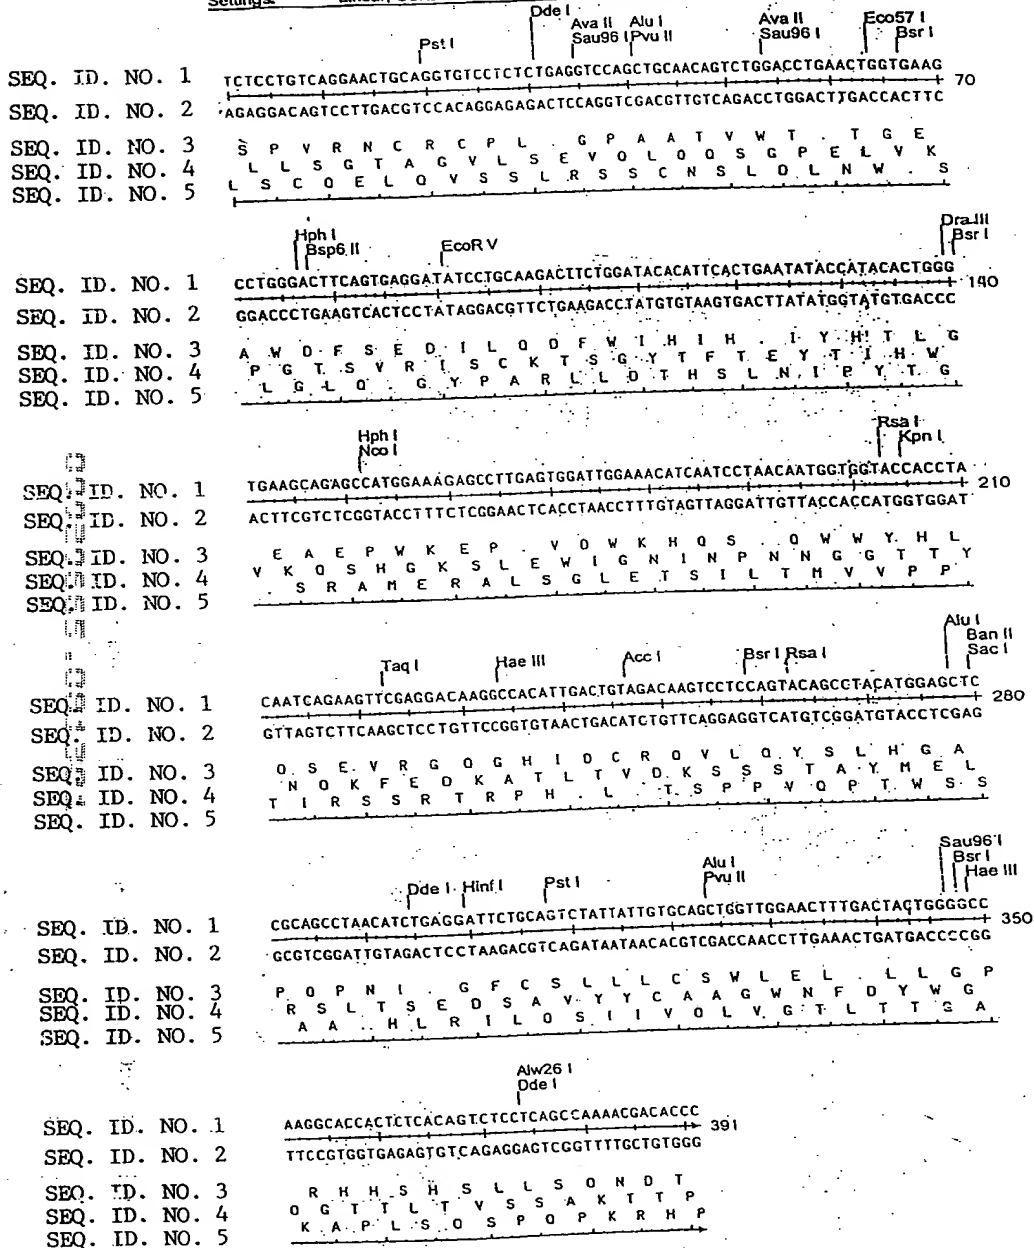 Dde I
Ava II Alu I Ava II Eco57 I
Pst I Sau96 I Pvu II Sau96 I Bsr I
SEQ. ID. NO. 1 TCTCCTGTCAGGAACTGCAGGTGTCCTCTCTGAGGTCCAGCTGCAACAGTCTGGACCTGAACTGGTGAAG 70
SEQ. ID. NO. 2 AGAGGACAGTCCTTGACGTCCACAGGAGAGACTCCAGGTCGACGTTGTCAGACCTGGACTTGACCACTTC
SEQ. ID. NO. 3 S P V R N C R C P L . G P A A T V W T . T G E
SEQ. ID. NO. 4 L L S G T A G V L S E V Q L Q Q S G P E L V K
SEQ. ID. NO. 5 L S C Q E L Q V S S L R S S C N S L D L N W . S
Hph I Dra III
Bsp6 II EcoR V Bsr I
SEQ. ID. NO. 1 CCTGGGACTTCAGTGAGGATATCCTGCAAGACTTCTGGATACACATTCACTGAATATACCATACACTGGG 140
SEQ. ID. NO. 2 GGACCCTGAAGTCACTCCTATAGGACGTTCTGAAGACCTATGTGTAAGTGACTTATATGGTATGTGACCC
SEQ. ID. NO. 3 A W D F S E D I L Q D F W I H I H . I Y H T L G
SEQ. ID. NO. 4 P G T S V R I S C K T S G Y T F T E Y T I H W
SEQ. ID. NO. 5 L G L Q . G Y P A R L L D T H S L N I P Y T G
Hph I Rsa I
Nco I Kpn I
SEQ. ID. NO. 1 TGAAGCAGAGCCATGGAAAGAGCCTTGAGTGGATTGGAAACATCAATCCTAACAATGGTGGTACCACCTA 210
SEQ. ID. NO. 2 ACTTCGTCTCGGTACCTTTCTCGGAACTCACCTAACCTTTGTAGTTAGGATTGTTACCACCATGGTGGAT
SEQ. ID. NO. 3 E A E P W K E P . V D W K H Q S . Q W W Y H L
SEQ. ID. NO. 4 V K Q S H G K S L E W I G N I N P N N G G T T Y
SEQ. ID. NO. 5 . S R A M E R A L S G L E T S I L T M V V P P
Alu I
Ban II
Taq I Hae III Acc I Bsr I Rsa I Sac I
SEQ. ID. NO. 1 CAATCAGAAGTTCGAGGACAAGGCCACATTGACTGTAGACAAGTCCTCCAGTACAGCCTACATGGAGCTC 280
SEQ. ID. NO. 2 GTTAGTCTTCAAGCTCCTGTTCCGGTGTAACTGACATCTGTTCAGGAGGTCATGTCGGATGTACCTCGAG
SEQ. ID. NO. 3 Q S E V R G Q G H I D C R Q V L Q Y S L H G A
SEQ. ID. NO. 4 N Q K F E D K A T L T V D K S S S T A Y M E L
SEQ. ID. NO. 5 T I R S S R T R P H . L . T S P P V Q P T W S S
Sau96 I
Alu I Bsr I
Dde I Hinf I Pst I Pvu II Hae III
SEQ. ID. NO. 1 CGCAGCCTAACATCTGAGGATTCTGCAGTCTATTATTGTGCAGCTGGTTGGAACTTTGACTACTGGGGCC 350
SEQ. ID. NO. 2 GCGTCGGATTGTAGACTCCTAAGACGTCAGATAATAACACGTCGACCAACCTTGAAACTGATGACCCCGG
SEQ. ID. NO. 3 P Q P N I . G F C S L L L C S W L E L . L L G P
SEQ. ID. NO. 4 R S L T S E D S A V Y Y C A A G W N F D Y W G
SEQ. ID. NO. 5 A A . H L R I L Q S I I V Q L V G T L T T G A
Alw26 I
Dde I
SEQ. ID. NO. 1 AAGGCACCACTCTCACAGTCTCCTCAGCCAAAACGACACCC 391
SEQ. ID. NO. 2 TTCCGTGGTGAGAGTGTCAGAGGAGTCGGTTTTGCTGTGGG
SEQ. ID. NO. 3 R H H S H S L L S Q N D T
SEQ. ID. NO. 4 Q G T T L T V S S A K T T P
SEQ. ID. NO. 5 K A P L S Q S P Q P K R H P